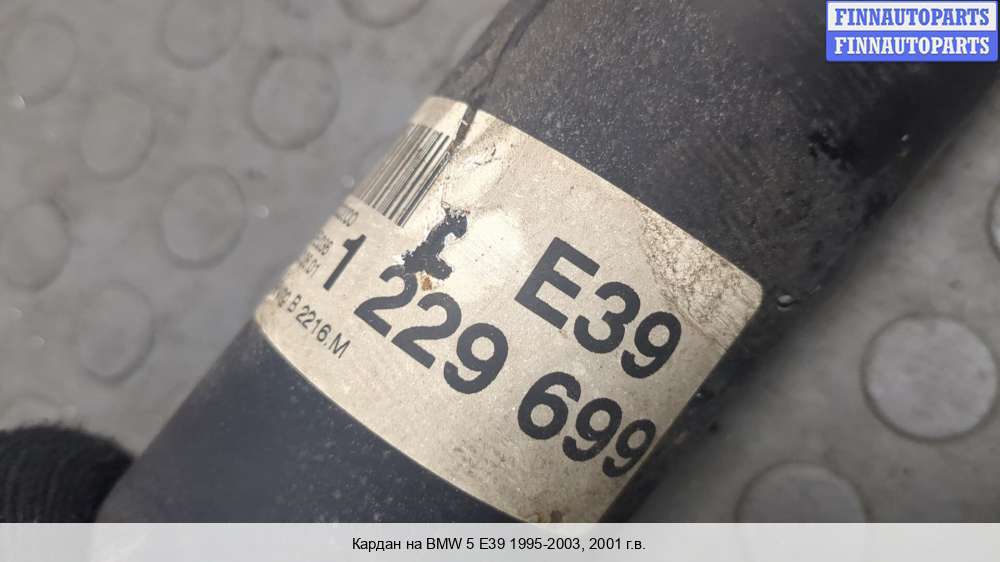 FINNAUTOPARTS
FINNAUTOPARTS
E39
1 229 699
B 2216.M
Кардан на BMW 5 E39 1995-2003, 2001 г.в.